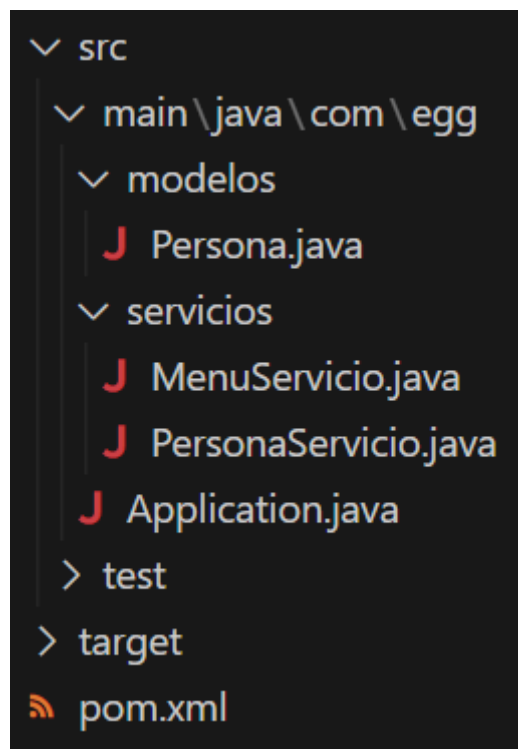 src
main\java\com\egg
modelos
Persona.java
servicios
MenuServicio.java
PersonaServicio.java
Application.java
test
target
pom.xml